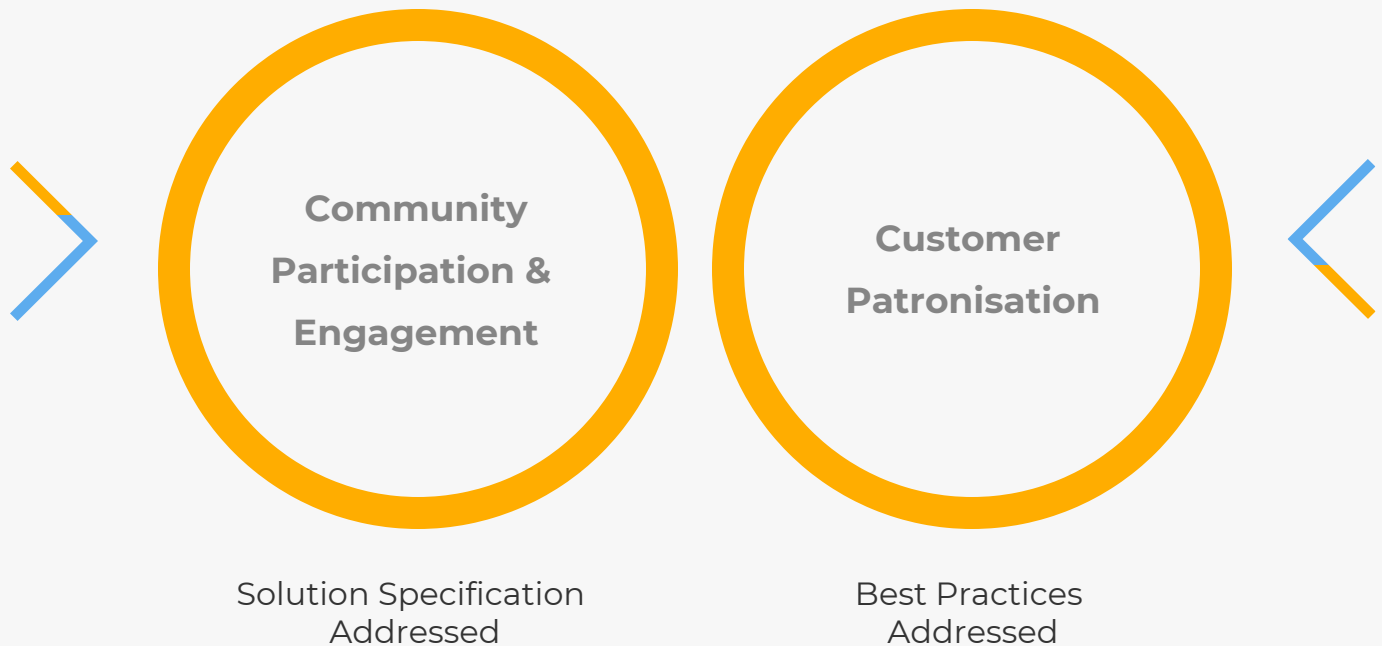 Community
Participation &
Engagement
Customer
Patronisation
Solution Specification
Addressed
Best Practices
Addressed